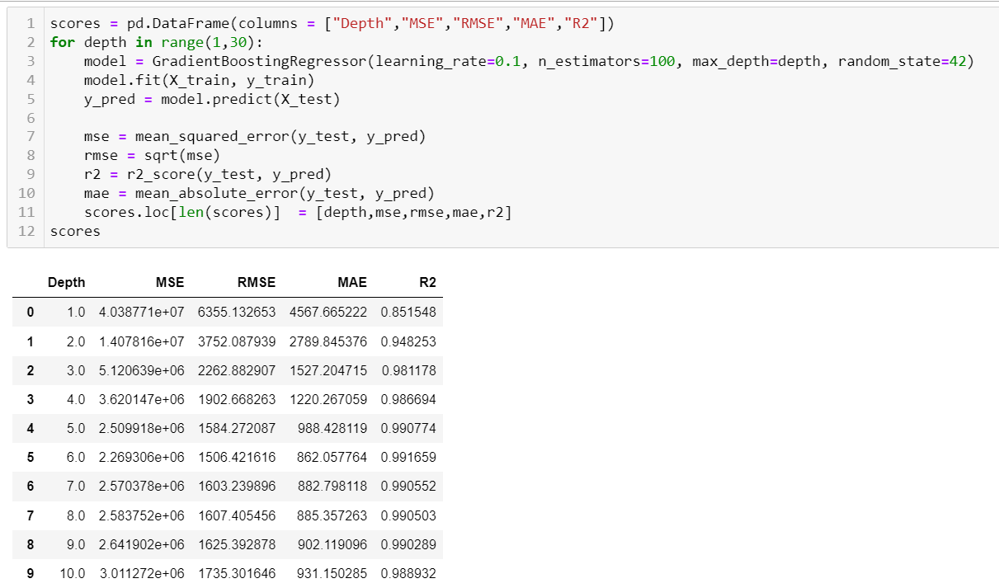 1 scores = pd.DataFrame(columns = ["Depth","MSE","RMSE","MAE","R2"])
2 for depth in range(1,30):
3     model = GradientBoostingRegressor(learning_rate=0.1, n_estimators=100, max_depth=depth, random_state=42)
4     model.fit(X_train, y_train)
5     y_pred = model.predict(X_test)
6
7     mse = mean_squared_error(y_test, y_pred)
8     rmse = sqrt(mse)
9     r2 = r2_score(y_test, y_pred)
10     mae = mean_absolute_error(y_test, y_pred)
11     scores.loc[len(scores)]  = [depth,mse,rmse,mae,r2]
12 scores
Depth MSE RMSE MAE R2
0 1.0 4.038771e+07 6355.132653 4567.665222 0.851548
1 2.0 1.407816e+07 3752.087939 2789.845376 0.948253
2 3.0 5.120639e+06 2262.882907 1527.204715 0.981178
3 4.0 3.620147e+06 1902.668263 1220.267059 0.986694
4 5.0 2.509918e+06 1584.272087 988.428119 0.990774
5 6.0 2.269306e+06 1506.421616 862.057764 0.991659
6 7.0 2.570378e+06 1603.239896 882.798118 0.990552
7 8.0 2.583752e+06 1607.405456 885.357263 0.990503
8 9.0 2.641902e+06 1625.392878 902.119096 0.990289
9 10.0 3.011272e+06 1735.301646 931.150285 0.988932